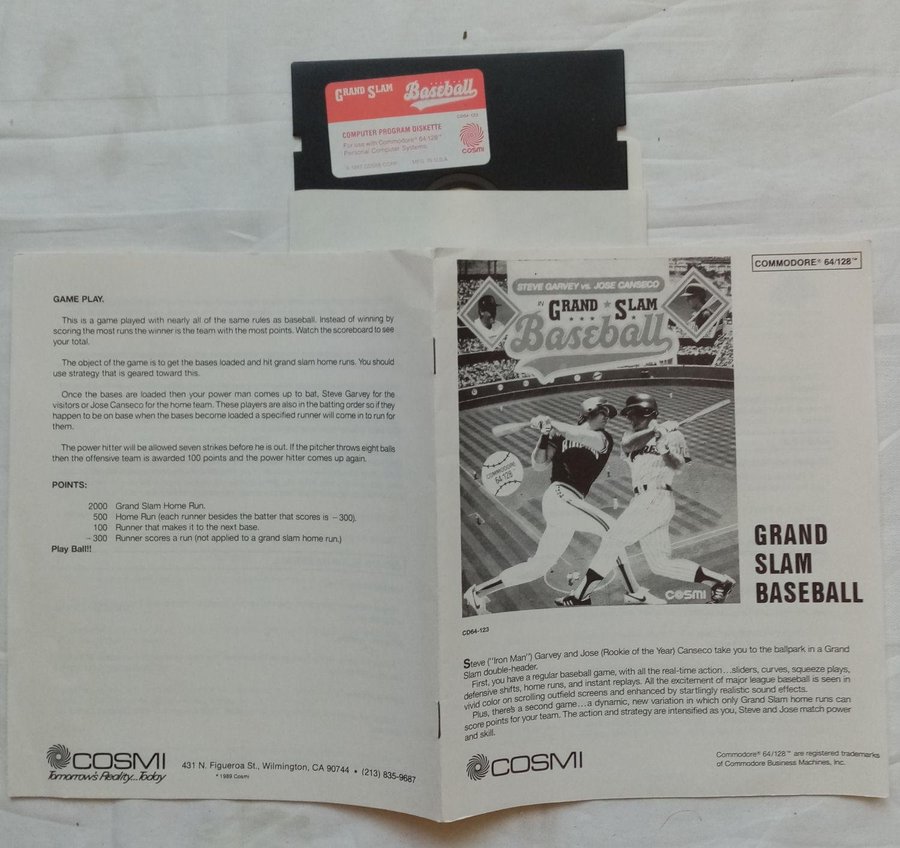 GRAND SLAM Baseball
CD64-123
COMPUTER PROGRAM DISKETTE
For use with Commodore® 64/128™
Personal Computer Systems
COSMI
© 1987 COSMI CORP. MFG. IN U.S.A.
GAME PLAY.
This is a game played with nearly all of the same rules as baseball. Instead of winning by
scoring the most runs the winner is the team with the most points. Watch the scoreboard to see
your total.
The object of the game is to get the bases loaded and hit grand slam home runs. You should
use strategy that is geared toward this.
Once the bases are loaded then your power man comes up to bat, Steve Garvey for the
visitors or Jose Canseco for the home team. These players are also in the batting order so if they
happen to be on base when the bases become loaded a specified runner will come in to run for
them.
The power hitter will be allowed seven strikes before he is out. If the pitcher throws eight balls
then the offensive team is awarded 100 points and the power hitter comes up again.
POINTS:
2000 Grand Slam Home Run.
500 Home Run (each runner besides the batter that scores is −300).
100 Runner that makes it to the next base.
−300 Runner scores a run (not applied to a grand slam home run.)
Play Ball!!
COSMI
Tomorrow's Reality...Today
431 N. Figueroa St., Wilmington, CA 90744 • (213) 835-9687
© 1989 Cosmi
COMMODORE® 64/128™
STEVE GARVEY vs. JOSE CANSECO
IN GRAND SLAM
Baseball
COMMODORE
64/128
COSMI
CD64-123
GRAND
SLAM
BASEBALL
Steve ("Iron Man") Garvey and Jose (Rookie of the Year) Canseco take you to the ballpark in a Grand
Slam double-header.
First, you have a regular baseball game, with all the real-time action...sliders, curves, squeeze plays,
defensive shifts, home runs, and instant replays. All the excitement of major league baseball is seen in
vivid color on scrolling outfield screens and enhanced by startlingly realistic sound effects.
Plus, there's a second game...a dynamic, new variation in which only Grand Slam home runs can
score points for your team. The action and strategy are intensified as you, Steve and Jose match power
and skill.
COSMI
Commodore® 64/128™ are registered trademarks
of Commodore Business Machines, Inc.